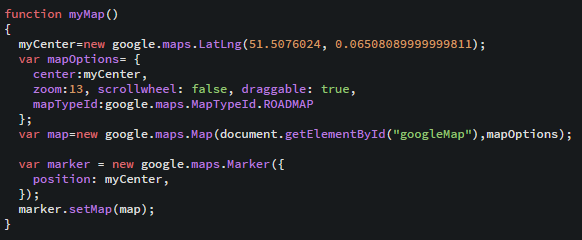 function myMap()
{
  myCenter=new google.maps.LatLng(51.5076024, 0.06508089999999811);
  var mapOptions= {
    center:myCenter,
    zoom:13, scrollwheel: false, draggable: true,
    mapTypeId:google.maps.MapTypeId.ROADMAP
  };
  var map=new google.maps.Map(document.getElementById("googleMap"),mapOptions);

  var marker = new google.maps.Marker({
    position: myCenter,
  });
  marker.setMap(map);
}